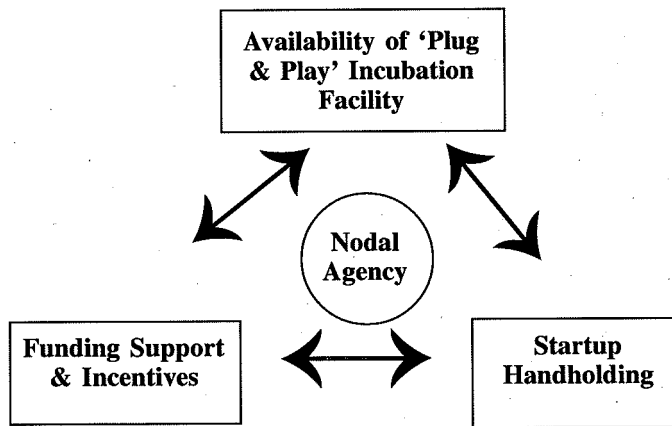 Availability of ‘Plug
& Play’ Incubation
Facility
Nodal
Agency
Funding Support
& Incentives
Startup
Handholding